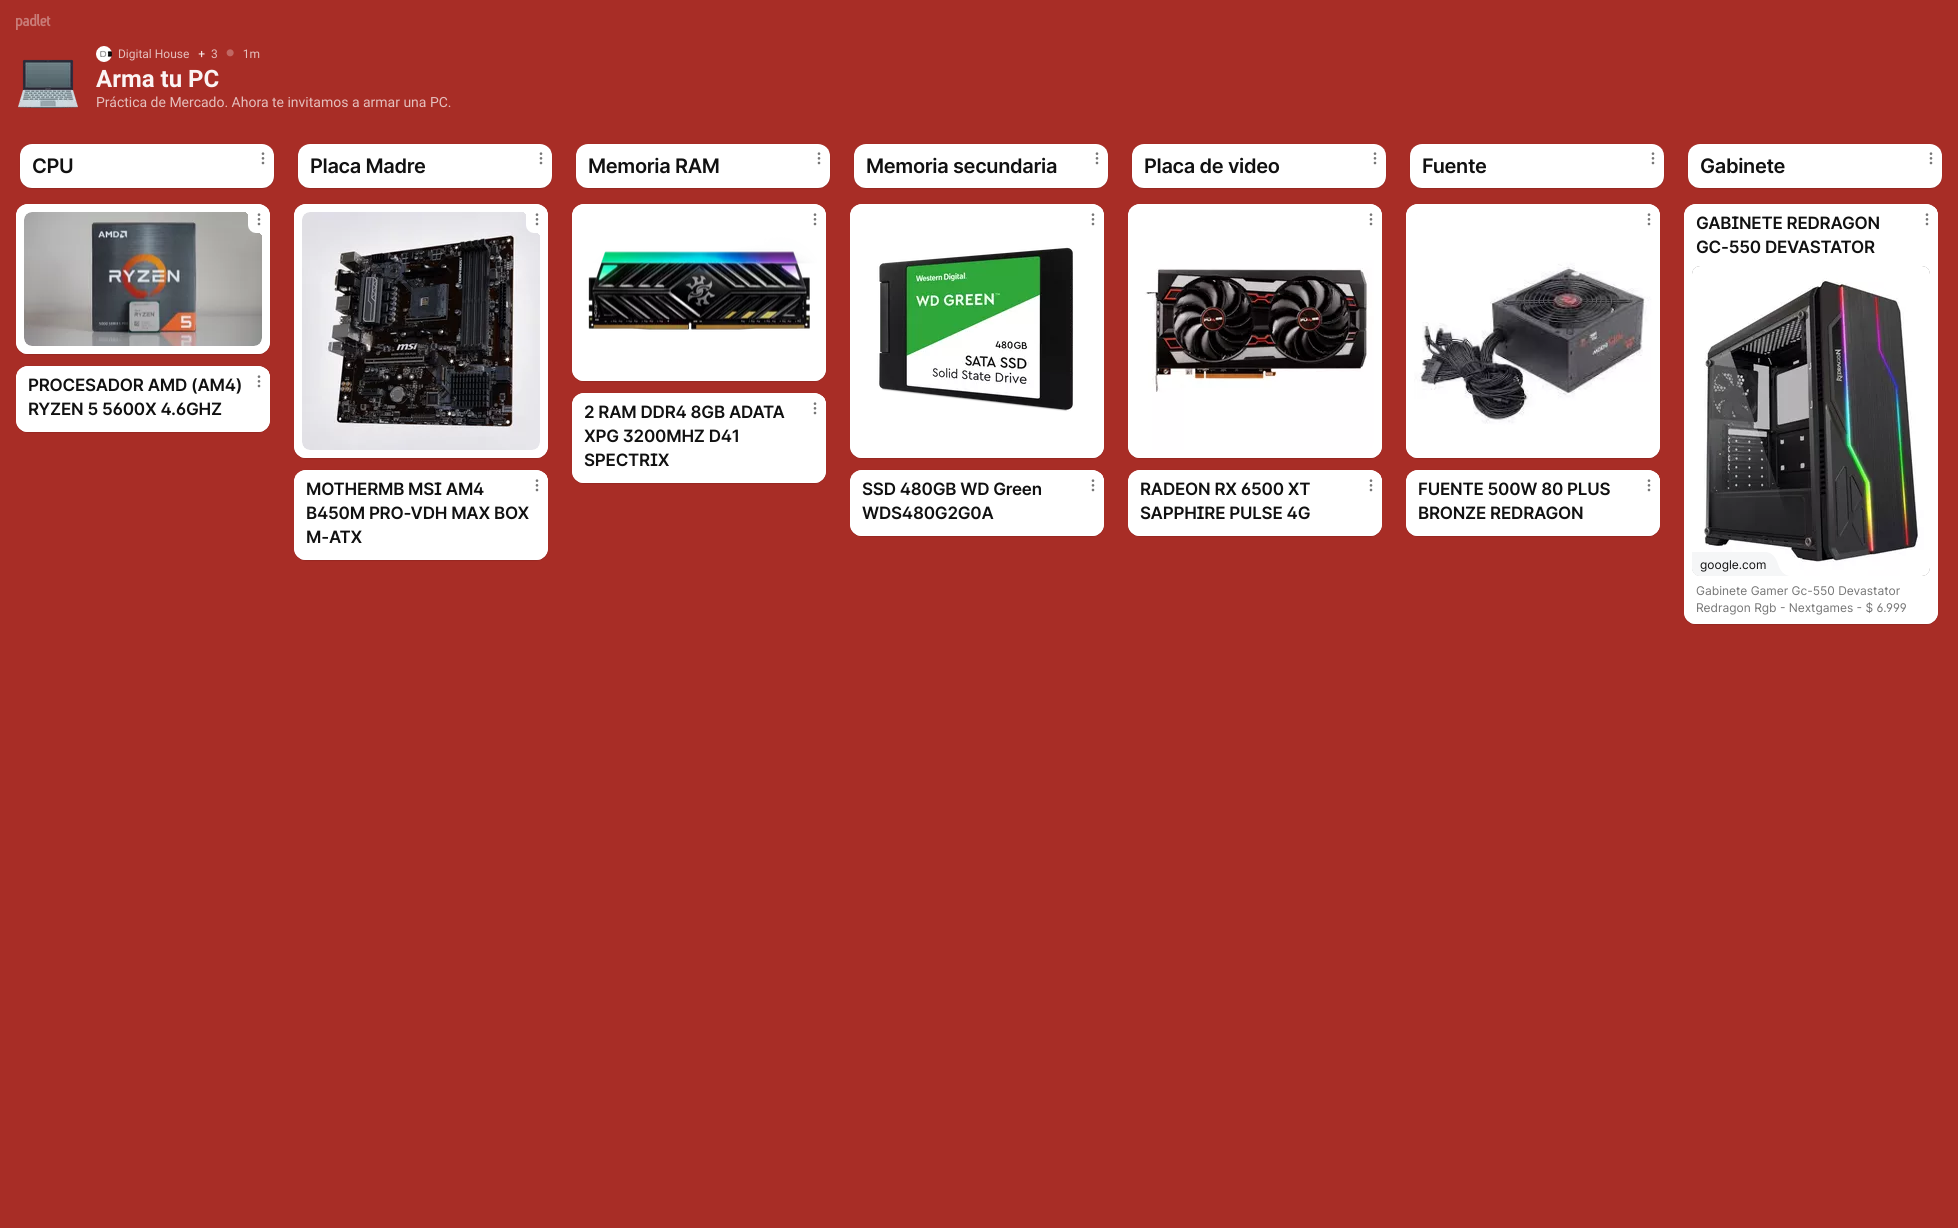 padlet
Digital House + 3 1m
Arma tu PC
Práctica de Mercado. Ahora te invitamos a armar una PC.
CPU
AMD
RYZEN
RYZEN
5
PROCESADOR AMD (AM4)
RYZEN 5 5600X 4.6GHZ
Placa Madre
msi
MOTHERMB MSI AM4
B450M PRO-VDH MAX BOX
M-ATX
Memoria RAM
2 RAM DDR4 8GB ADATA
XPG 3200MHZ D41
SPECTRIX
Memoria secundaria
Western Digital
WD GREEN™
480GB
SATA SSD
Solid State Drive
SSD 480GB WD Green
WDS480G2G0A
Placa de video
RADEON RX 6500 XT
SAPPHIRE PULSE 4G
Fuente
FUENTE 500W 80 PLUS
BRONZE REDRAGON
Gabinete
GABINETE REDRAGON
GC-550 DEVASTATOR
REDRAGON
google.com
Gabinete Gamer Gc-550 Devastator
Redragon Rgb - Nextgames - $ 6.999